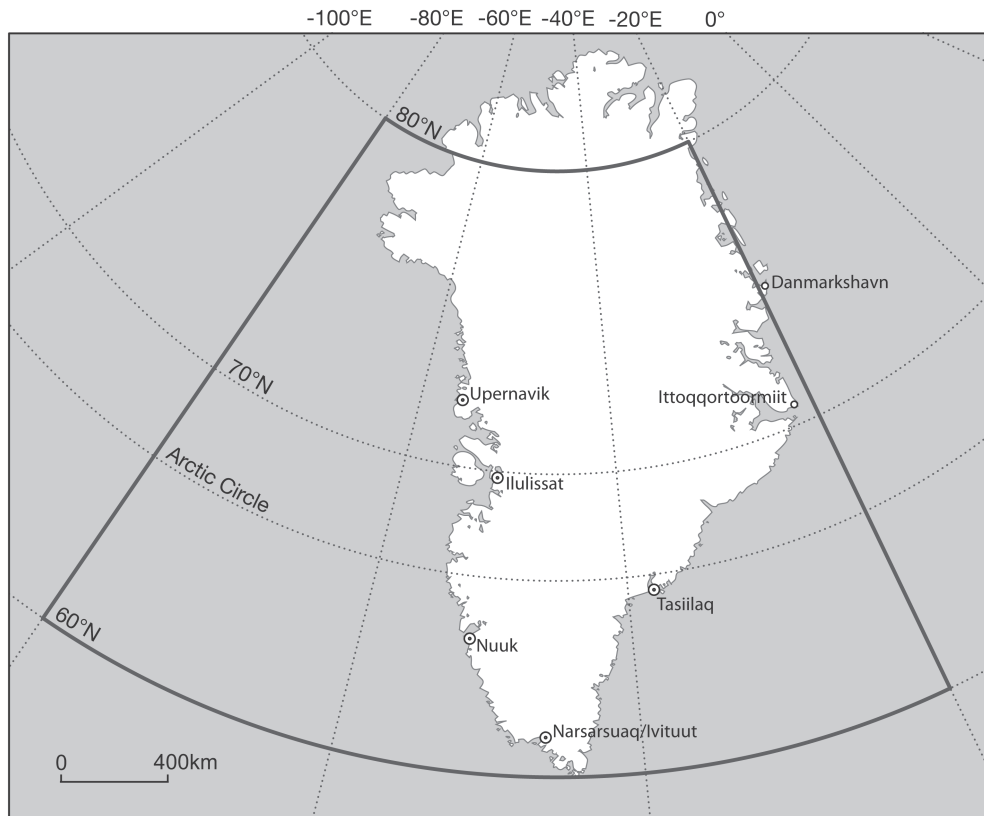 -100°E -80°E -60°E -40°E -20°E 0°
80°N
Danmarkshavn
70°N
Upernavik
Ittoqqortoormiit
Arctic Circle
Ilulissat
Tasiilaq
60°N
Nuuk
Narsarsuaq/Ivituut
0 400km